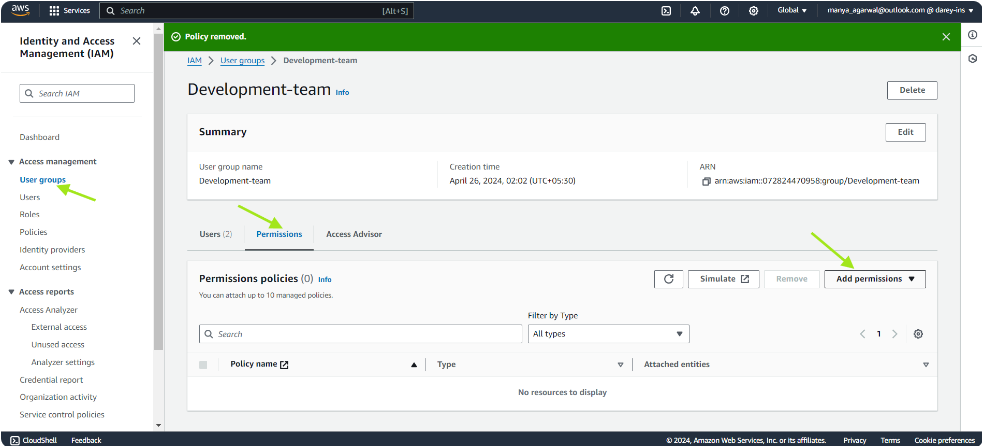 aws
Services
Search
[Alt+S]
Global
manya_agarwal@outlook.com @ darey-ins
Identity and Access Management (IAM)
Search IAM
Dashboard
Access management
User groups
Users
Roles
Policies
Identity providers
Account settings
Access reports
Access Analyzer
External access
Unused access
Analyzer settings
Credential report
Organization activity
Service control policies
Policy removed.
IAM
User groups
Development-team
Development-team Info
Delete
Summary
Edit
User group name
Development-team
Creation time
April 26, 2024, 02:02 (UTC+05:30)
ARN
arn:aws:iam::072824470958:group/Development-team
Users (2)
Permissions
Access Advisor
Permissions policies (0) Info
You can attach up to 10 managed policies.
Simulate
Remove
Add permissions
Filter by Type
Search
All types
1
Policy name
Type
Attached entities
No resources to display
CloudShell
Feedback
© 2024, Amazon Web Services, Inc. or its affiliates.
Privacy
Terms
Cookie preferences